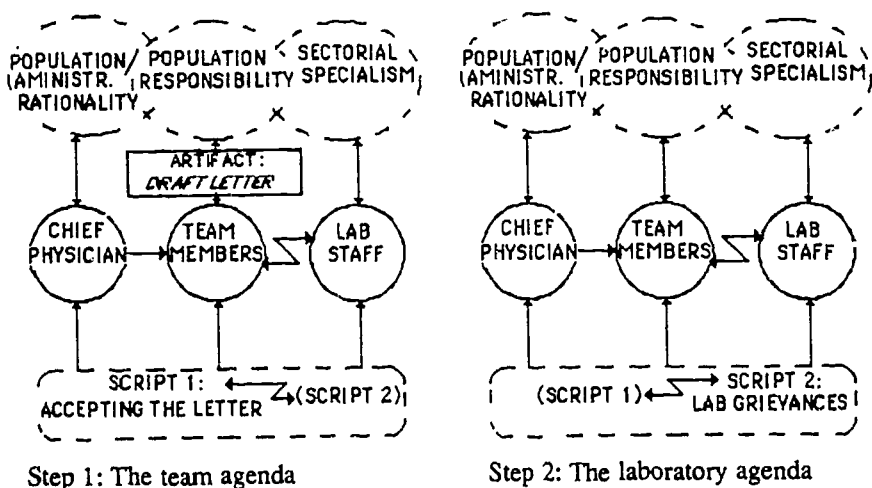 POPULATION/
(AMINISTR.
RATIONALITY
POPULATION
RESPONSIBILITY
SECTORIAL
SPECIALISM
ARTIFACT:
DRAFT LETTER
CHIEF
PHYSICIAN
TEAM
MEMBERS
LAB
STAFF
SCRIPT 1:
ACCEPTING THE LETTER
(SCRIPT 2)
Step 1: The team agenda
POPULATION/
(AMINISTR.
RATIONALITY
POPULATION
RESPONSIBILITY
SECTORIAL
SPECIALISM
CHIEF
PHYSICIAN
TEAM
MEMBERS
LAB
STAFF
(SCRIPT 1)
SCRIPT 2:
LAB GRIEVANCES
Step 2: The laboratory agenda